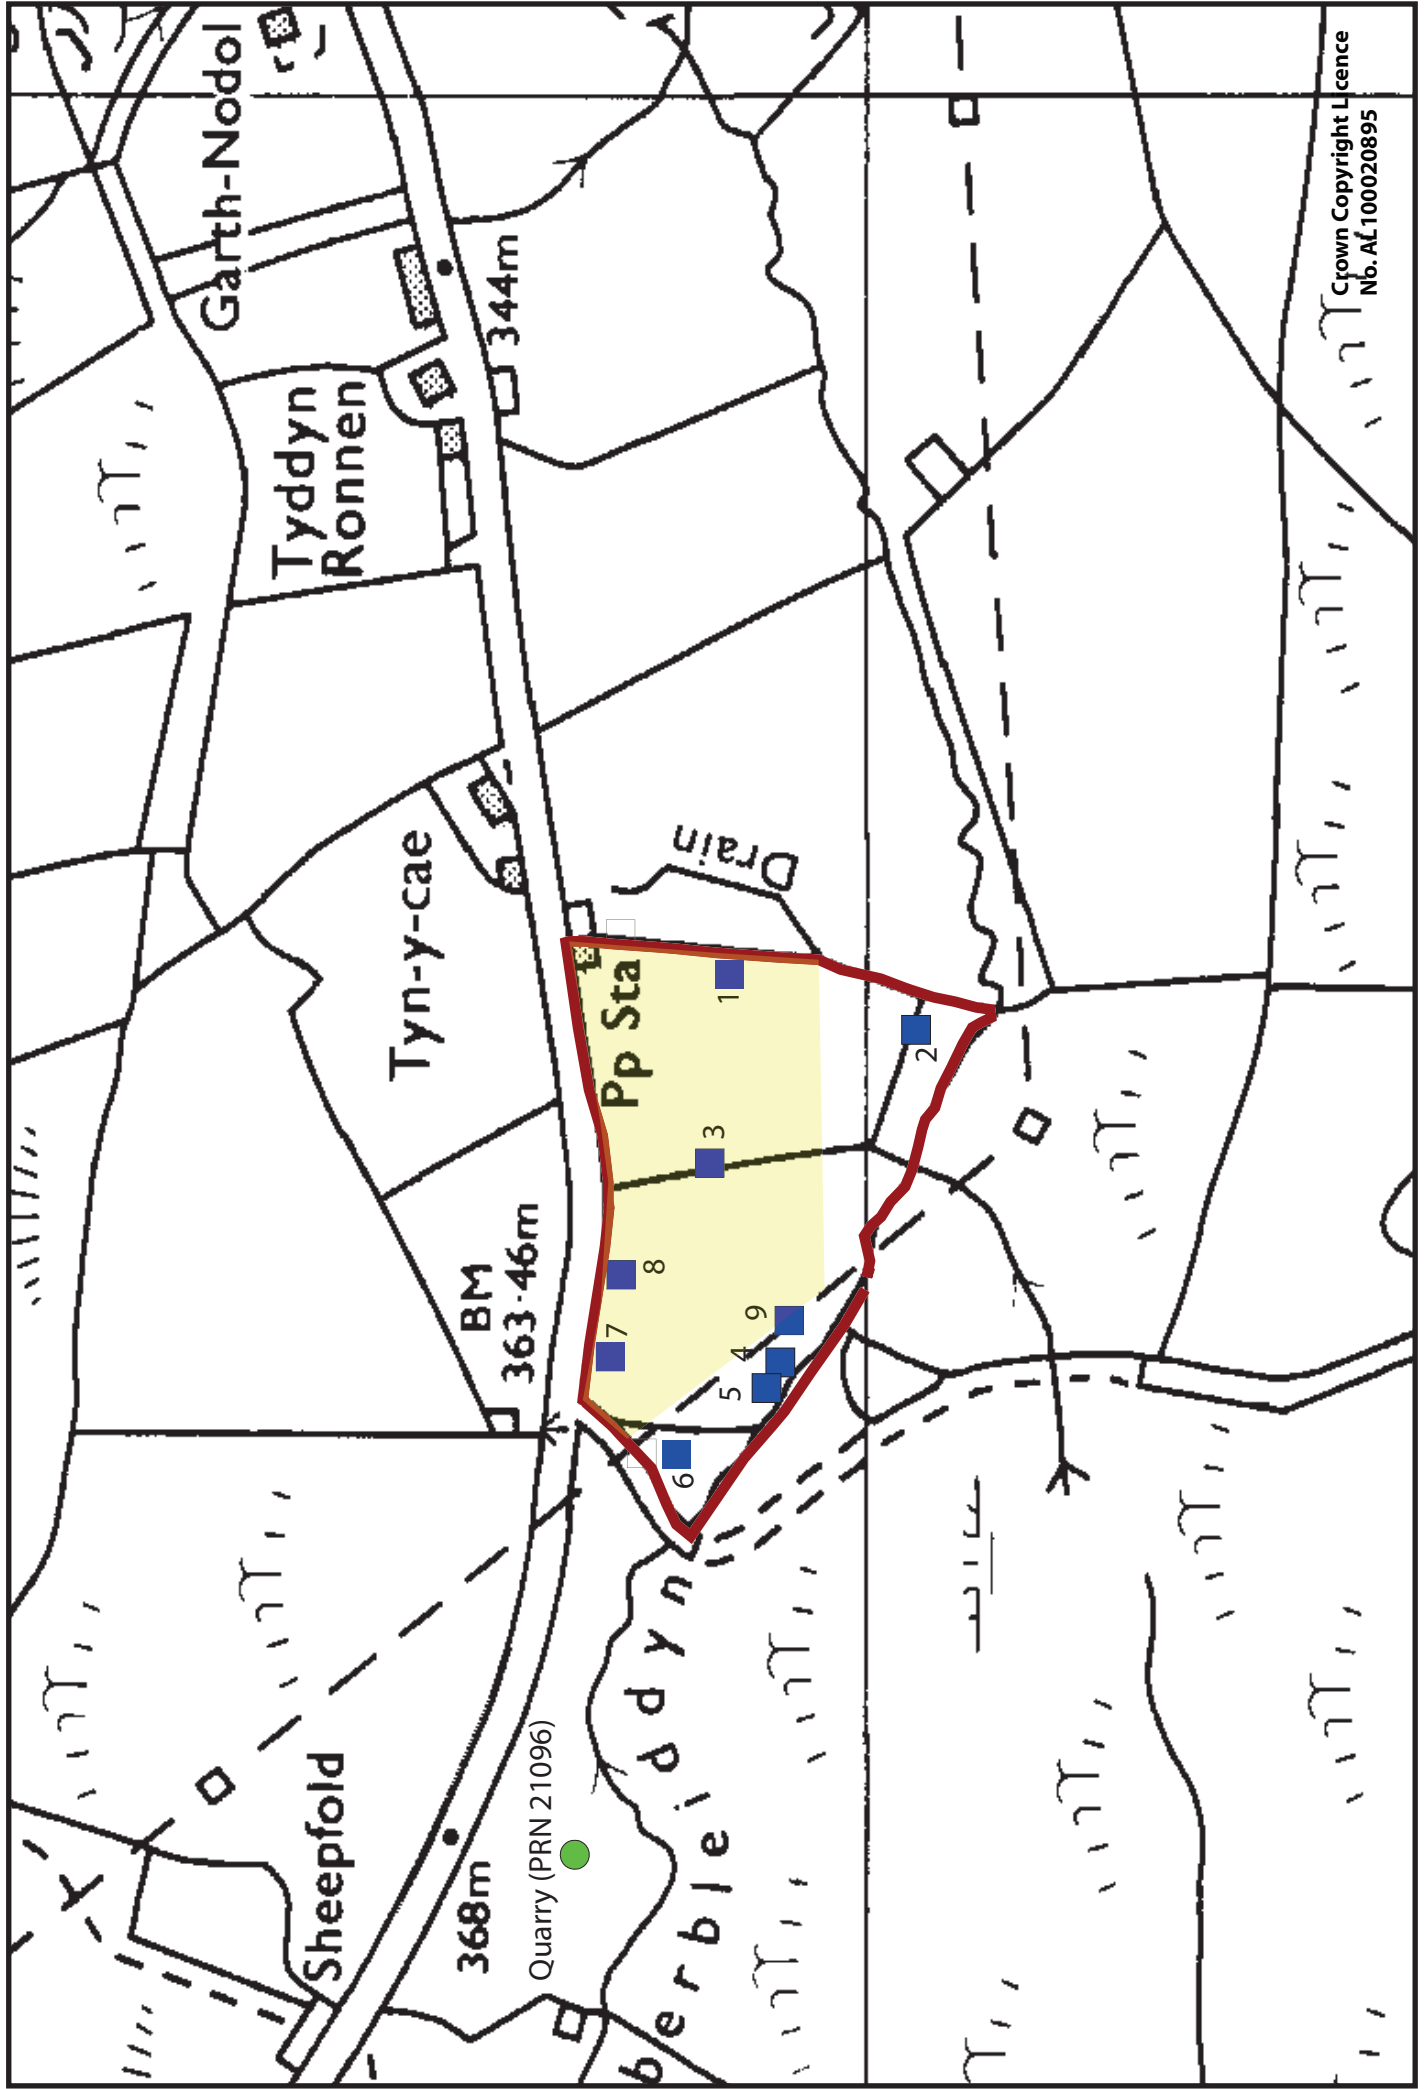 Garth-Nodol
Tyddyn
Ronnen
344m
Tyn-y-cae
Drain
Pp Sta
BM
363·46m
1
2
3
8
7
9
4
5
6
Sheepfold
368m
Quarry (PRN 21096)
berbleiddyn
Crown Copyright Licence
No. AL100020895